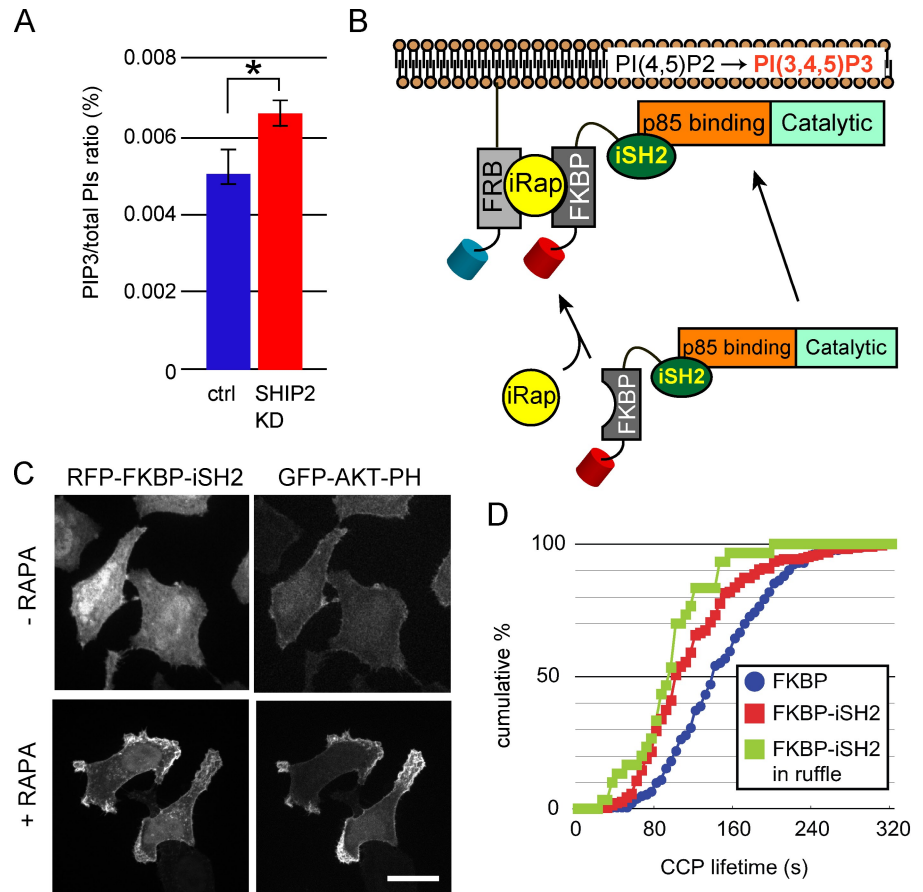 A
0.008
0.006
0.004
0.002
0
PIP3/total PIs ratio (%)
*
ctrl
SHIP2
KD
B
PI(4,5)P2 → PI(3,4,5)P3
p85 binding
Catalytic
iSH2
FRB
iRap
FKBP
iRap
p85 binding
Catalytic
iSH2
FKBP
C
RFP-FKBP-iSH2
GFP-AKT-PH
- RAPA
+ RAPA
D
100
50
0
cumulative %
FKBP
FKBP-iSH2
FKBP-iSH2
in ruffle
0
80
160
240
320
CCP lifetime (s)